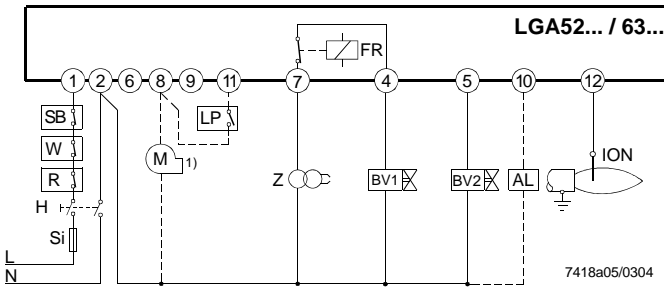 LGA52... / 63...
FR
1 2 6 8 9 11 7 4 5 10 12
SB
LP
W
M 1)
ION
R
Z
BV1
BV2
AL
H
Si
L
N
7418a05/0304